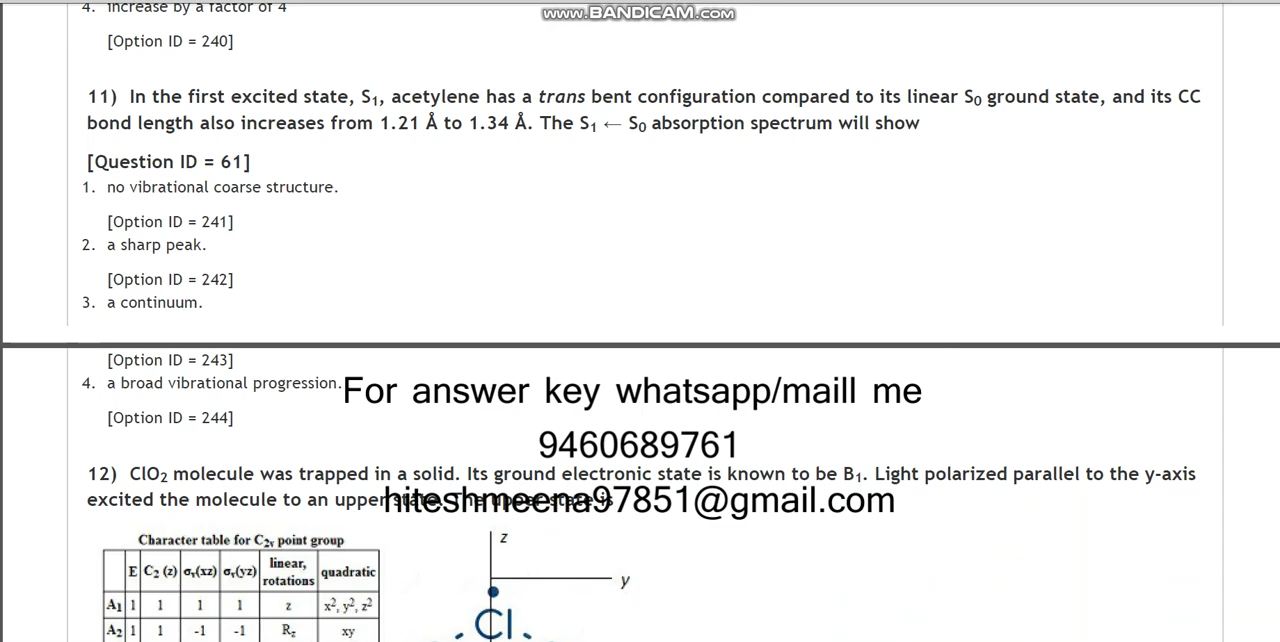 4. increase by a factor of 4
www.BANDICAM.com
[Option ID = 240]
11) In the first excited state, S₁, acetylene has a trans bent configuration compared to its linear S₀ ground state, and its CC
bond length also increases from 1.21 Å to 1.34 Å. The S₁ ← S₀ absorption spectrum will show
[Question ID = 61]
1. no vibrational coarse structure.
[Option ID = 241]
2. a sharp peak.
[Option ID = 242]
3. a continuum.
[Option ID = 243]
4. a broad vibrational progression.
For answer key whatsapp/maill me
[Option ID = 244]
9460689761
12) ClO₂ molecule was trapped in a solid. Its ground electronic state is known to be B₁. Light polarized parallel to the y-axis
excited the molecule to an upper state. The upper state is
hiteshmeena97851@gmail.com
Character table for C₂ᵥ point group
E C₂ (z) σᵥ(xz) σᵥ(yz) linear, rotations quadratic
A₁ 1 1 1 1 z x², y², z²
A₂ 1 1 -1 -1 R_z xy
z
y
Cl